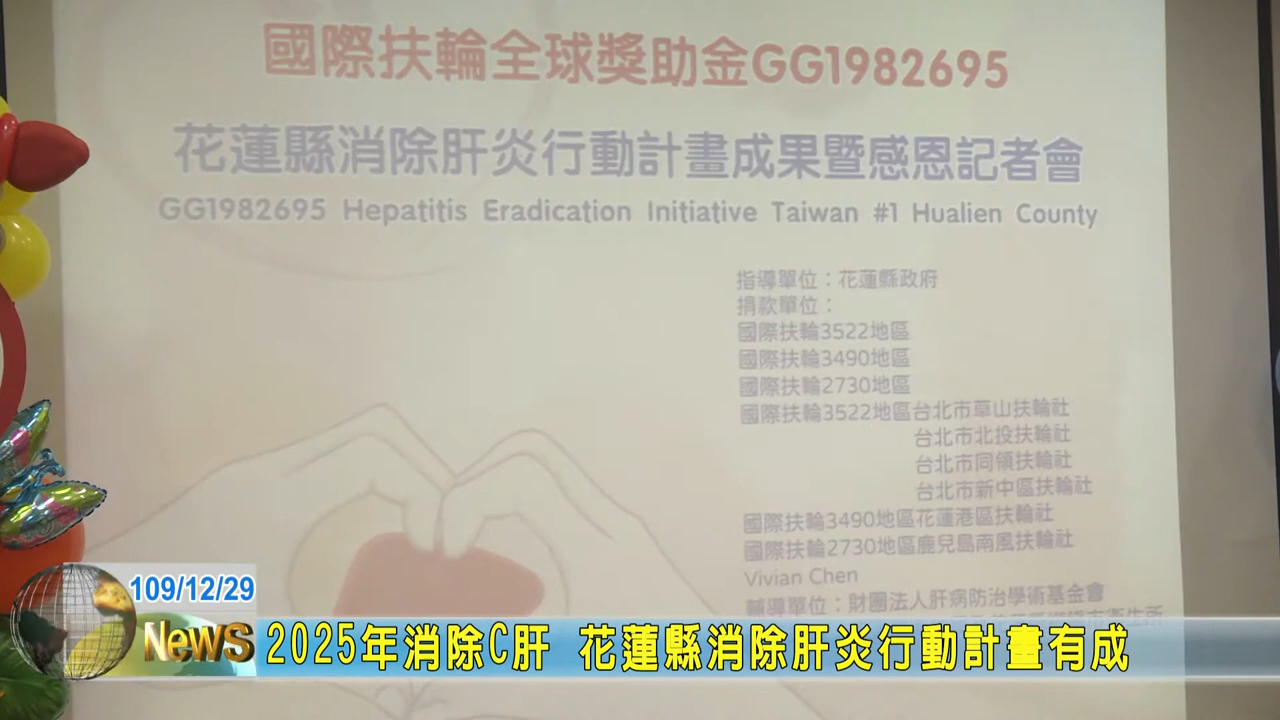 國際扶輪全球獎助金GG1982695
花蓮縣消除肝炎行動計畫成果暨感恩記者會
GG1982695 Hepatitis Eradication Initiative Taiwan #1 Hualien County
指導單位：花蓮縣政府
捐款單位：
國際扶輪3522地區
國際扶輪3490地區
國際扶輪2730地區
國際扶輪3522地區台北市草山扶輪社
台北市北投扶輪社
台北市同領扶輪社
台北市新中區扶輪社
國際扶輪3490地區花蓮港區扶輪社
國際扶輪2730地區鹿兒島南風扶輪社
Vivian Chen
輔導單位：財團法人肝病防治學術基金會
109/12/29
News
2025年消除C肝 花蓮縣消除肝炎行動計畫有成